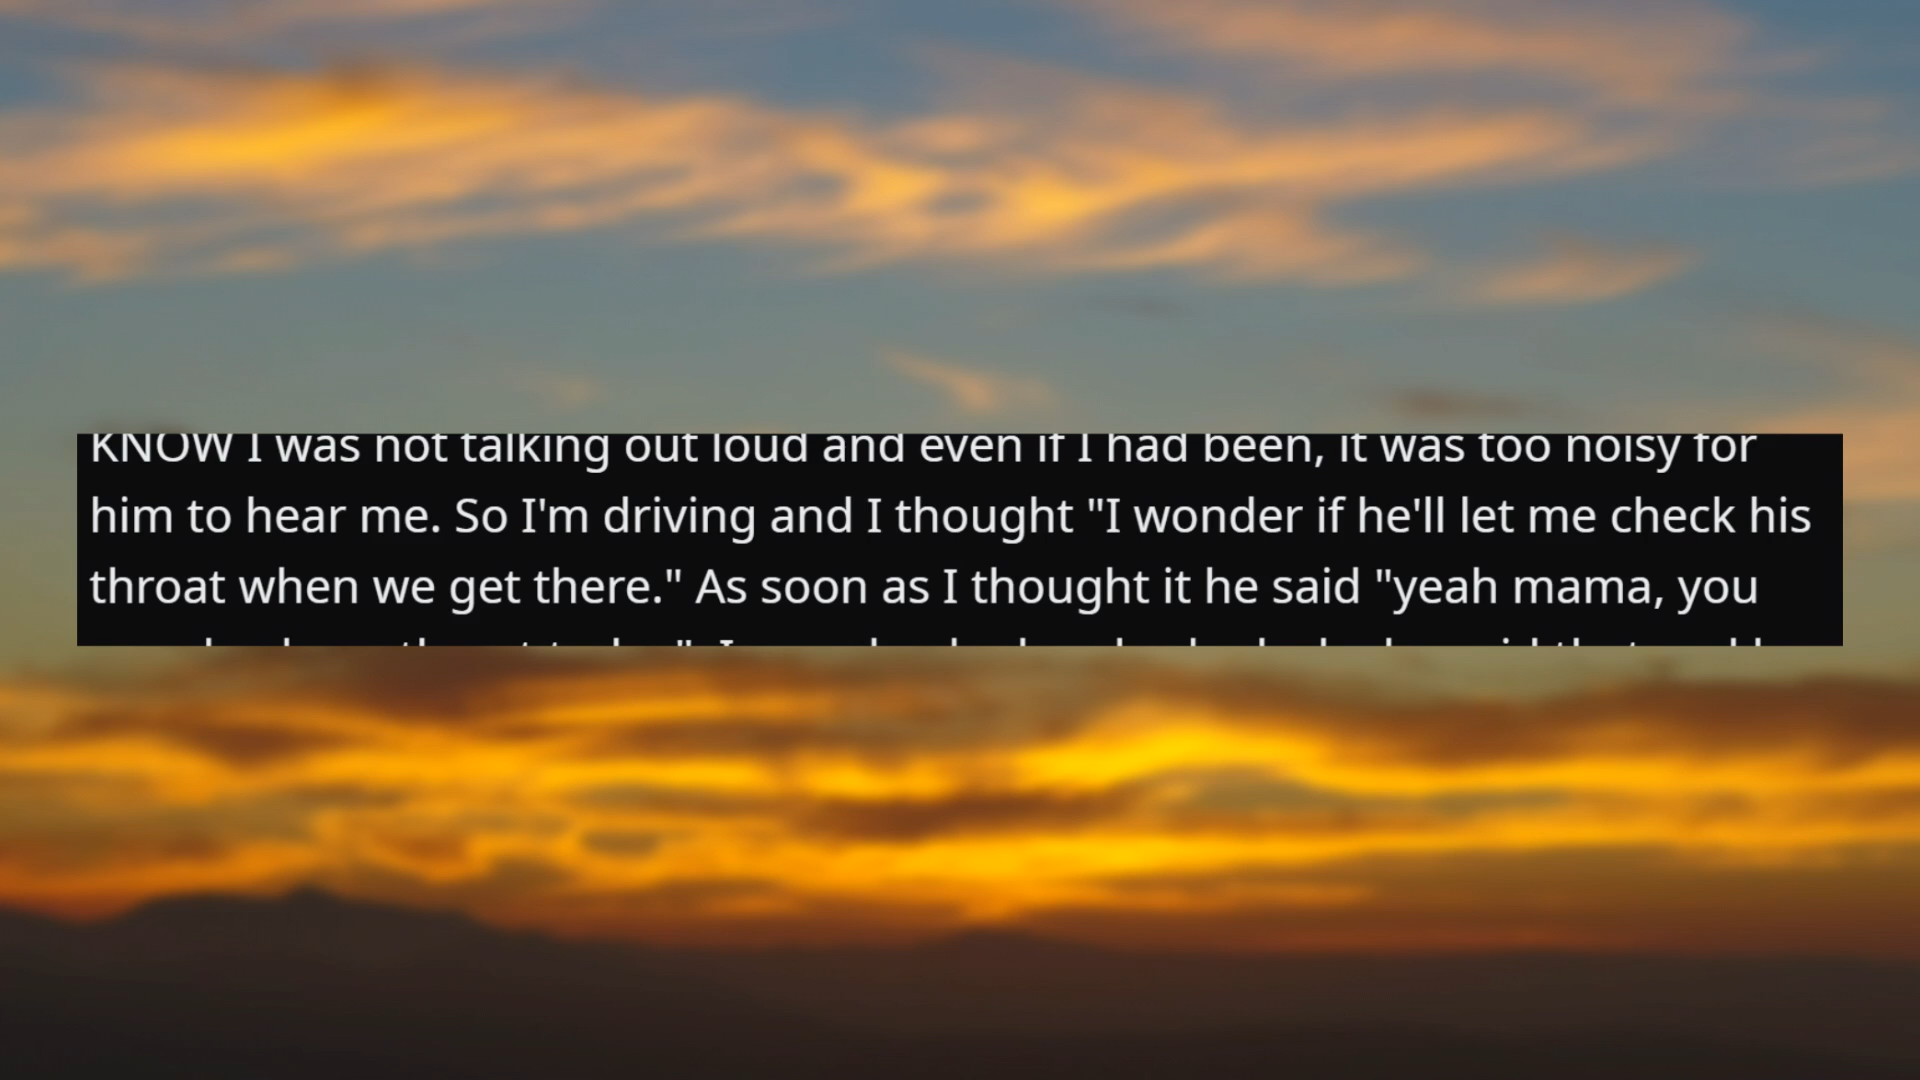 KNOW I was not talking out loud and even if I had been, it was too noisy for
him to hear me. So I'm driving and I thought "I wonder if he'll let me check his
throat when we get there." As soon as I thought it he said "yeah mama, you